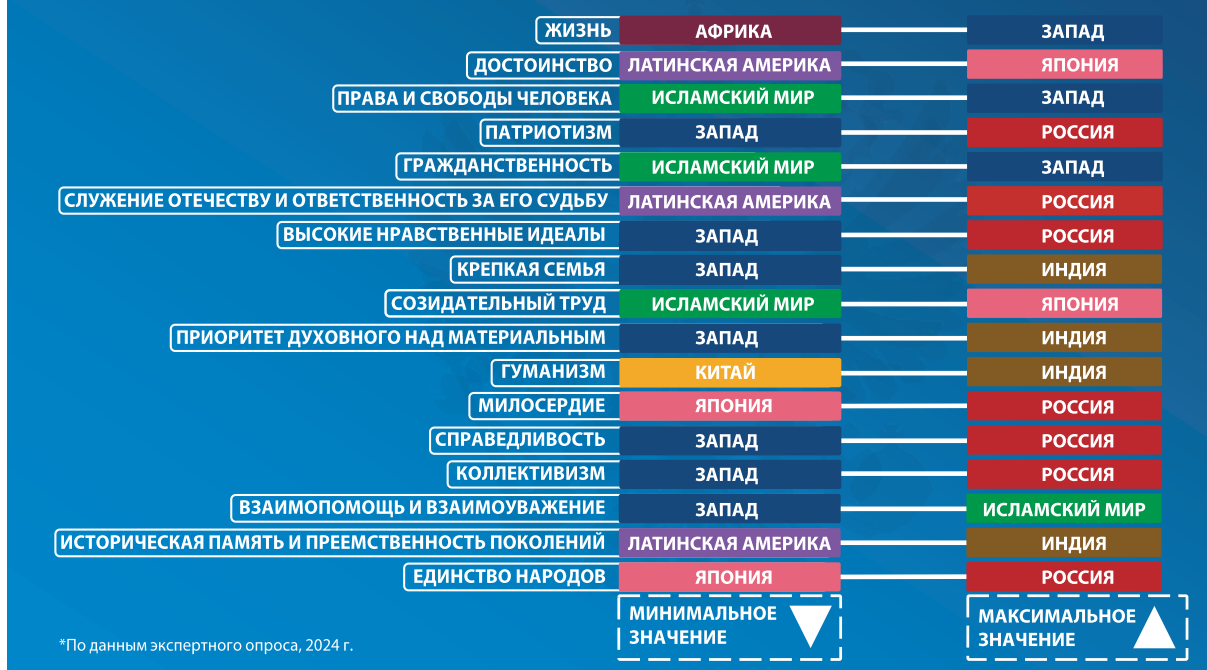 ЖИЗНЬ АФРИКА ЗАПАД
ДОСТОИНСТВО ЛАТИНСКАЯ АМЕРИКА ЯПОНИЯ
ПРАВА И СВОБОДЫ ЧЕЛОВЕКА ИСЛАМСКИЙ МИР ЗАПАД
ПАТРИОТИЗМ ЗАПАД РОССИЯ
ГРАЖДАНСТВЕННОСТЬ ИСЛАМСКИЙ МИР ЗАПАД
СЛУЖЕНИЕ ОТЕЧЕСТВУ И ОТВЕТСТВЕННОСТЬ ЗА ЕГО СУДЬБУ ЛАТИНСКАЯ АМЕРИКА РОССИЯ
ВЫСОКИЕ НРАВСТВЕННЫЕ ИДЕАЛЫ ЗАПАД РОССИЯ
КРЕПКАЯ СЕМЬЯ ЗАПАД ИНДИЯ
СОЗИДАТЕЛЬНЫЙ ТРУД ИСЛАМСКИЙ МИР ЯПОНИЯ
ПРИОРИТЕТ ДУХОВНОГО НАД МАТЕРИАЛЬНЫМ ЗАПАД ИНДИЯ
ГУМАНИЗМ КИТАЙ ИНДИЯ
МИЛОСЕРДИЕ ЯПОНИЯ РОССИЯ
СПРАВЕДЛИВОСТЬ ЗАПАД РОССИЯ
КОЛЛЕКТИВИЗМ ЗАПАД РОССИЯ
ВЗАИМОПОМОЩЬ И ВЗАИМОУВАЖЕНИЕ ЗАПАД ИСЛАМСКИЙ МИР
ИСТОРИЧЕСКАЯ ПАМЯТЬ И ПРЕЕМСТВЕННОСТЬ ПОКОЛЕНИЙ ЛАТИНСКАЯ АМЕРИКА ИНДИЯ
ЕДИНСТВО НАРОДОВ ЯПОНИЯ РОССИЯ
МИНИМАЛЬНОЕ
ЗНАЧЕНИЕ
МАКСИМАЛЬНОЕ
ЗНАЧЕНИЕ
*По данным экспертного опроса, 2024 г.